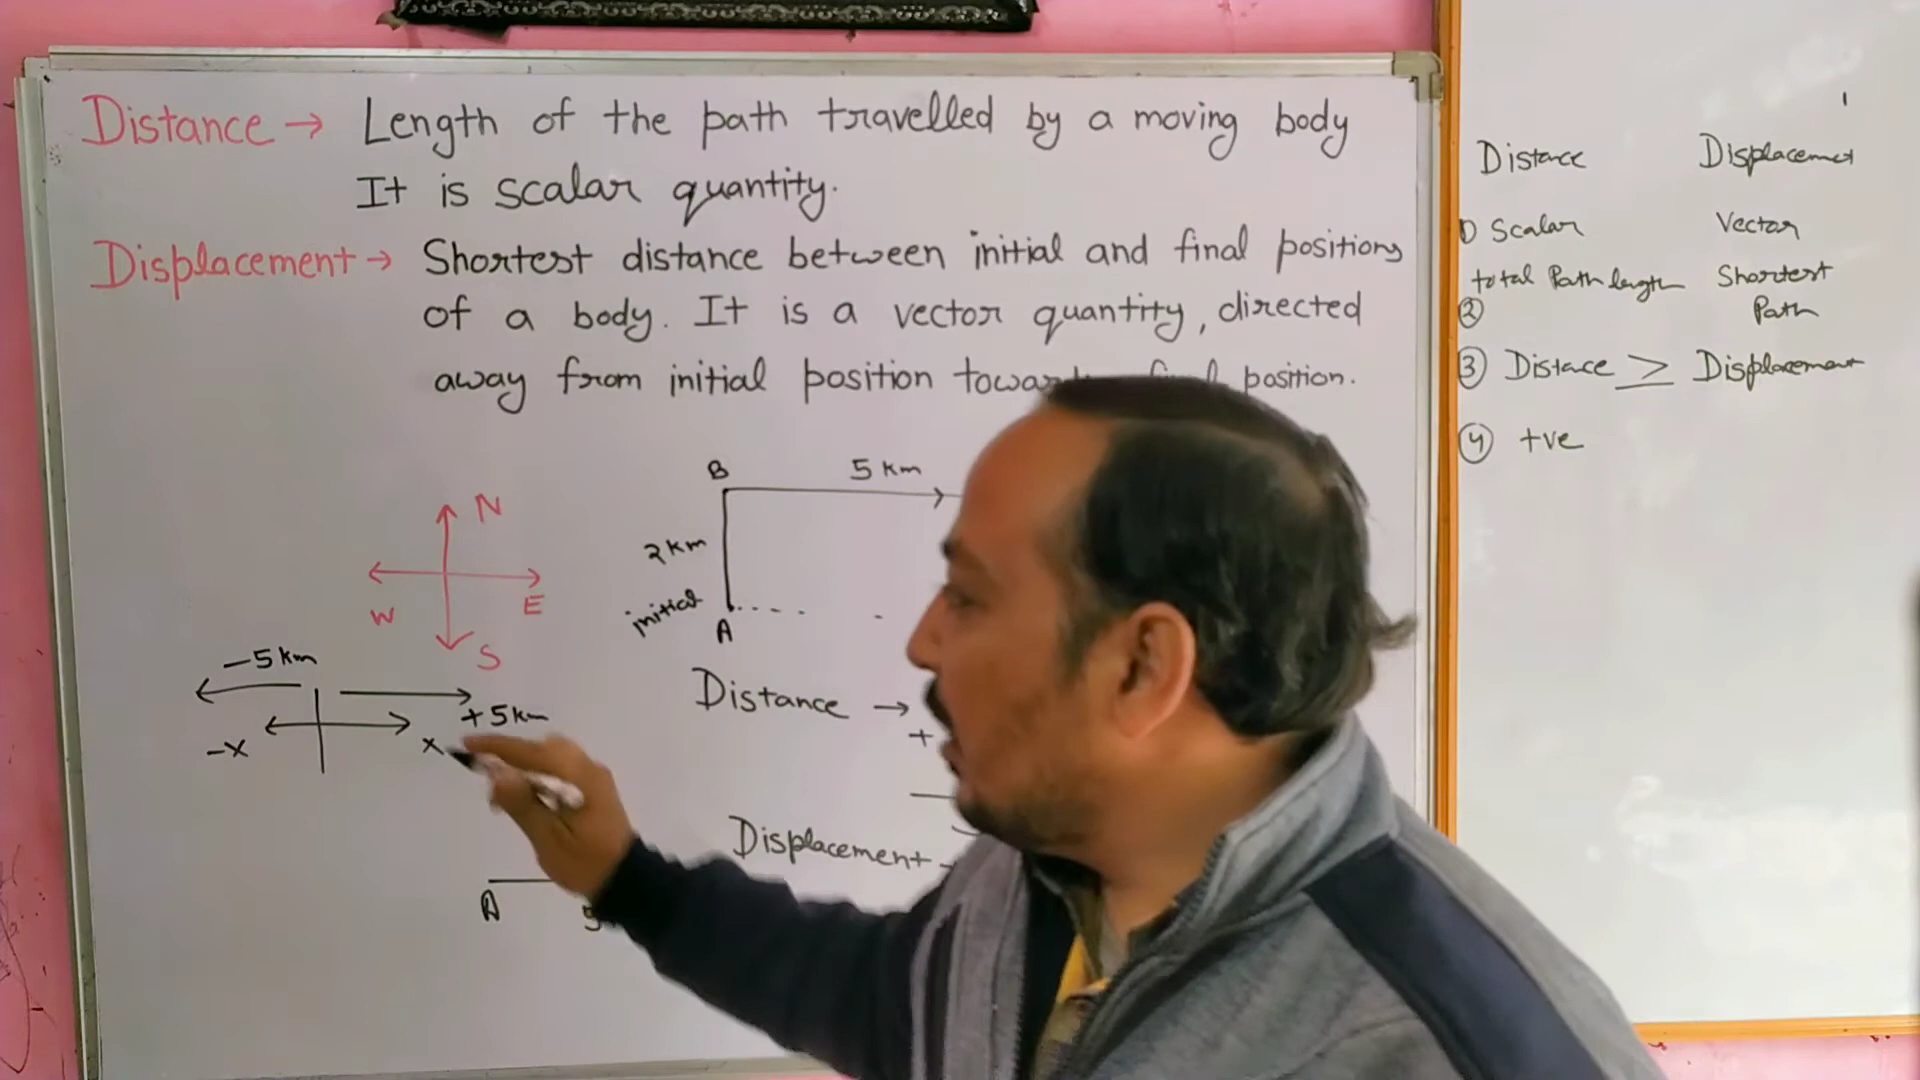 Distance → Length of the path travelled by a moving body
It is scalar quantity.
Displacement → Shortest distance between initial and final positions
of a body. It is a vector quantity, directed
away from initial position position.
N
W E
S
-5 km
+5 km
-x x
B 5 km
2 km
initial
A
Distance →
+
Displacement
A
5
Distance Displacemet
① Scalar Vector
total Path length Shortest
② Path
③ Distace ≥ Displacement
④ +ve